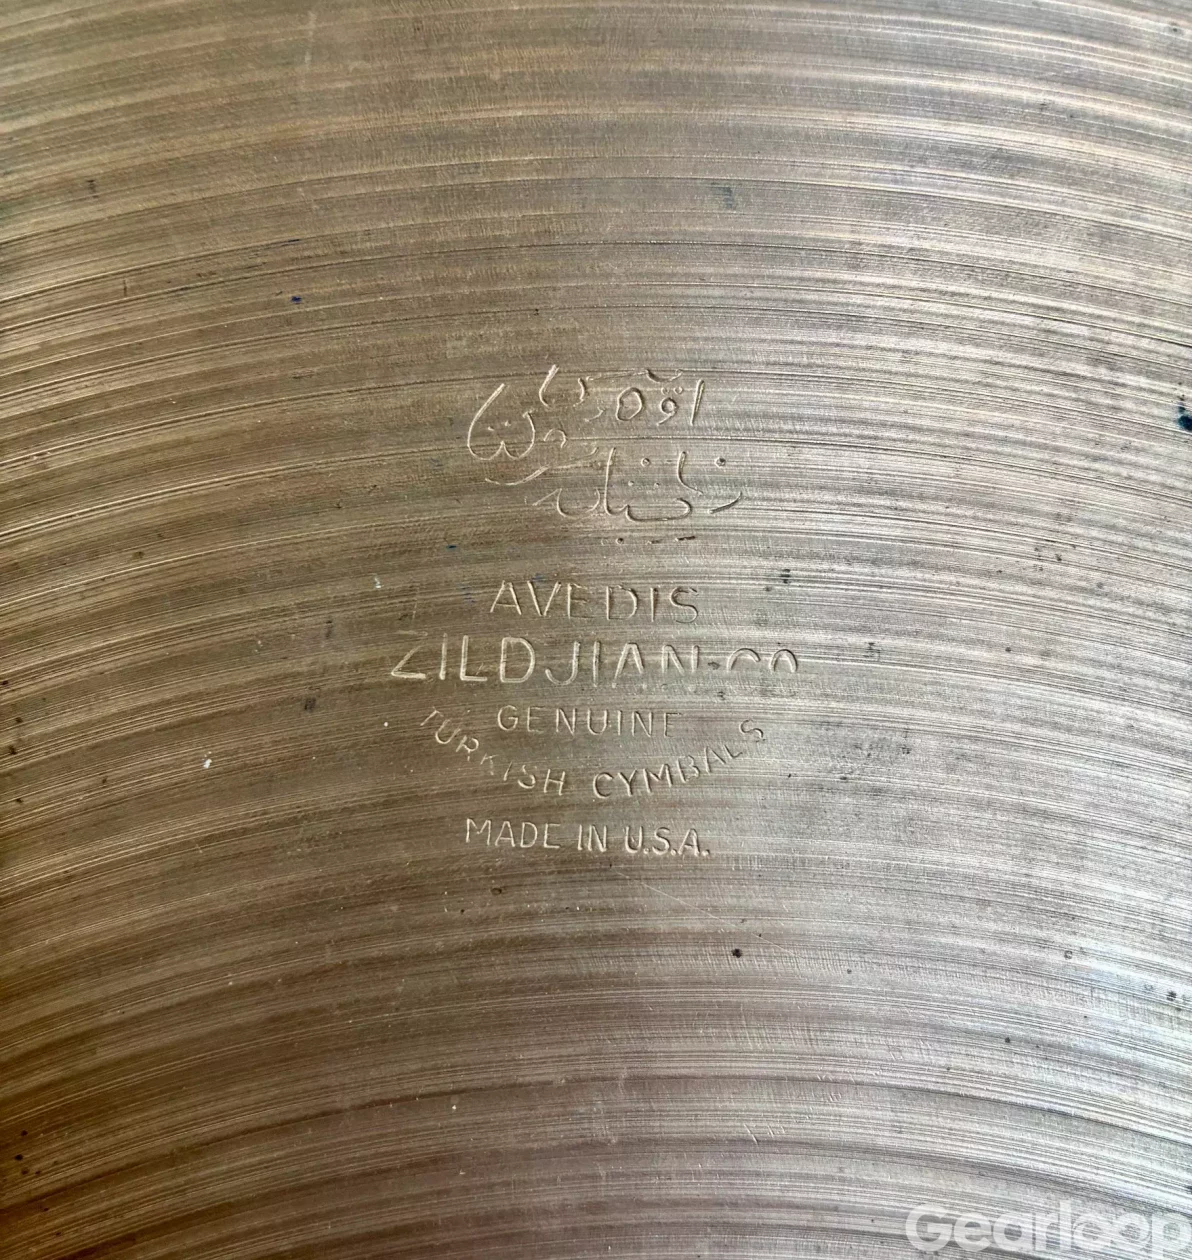 AVEDIS
ZILDJIAN CO
GENUINE
TURKISH CYMBALS
MADE IN U.S.A.
Gearloop